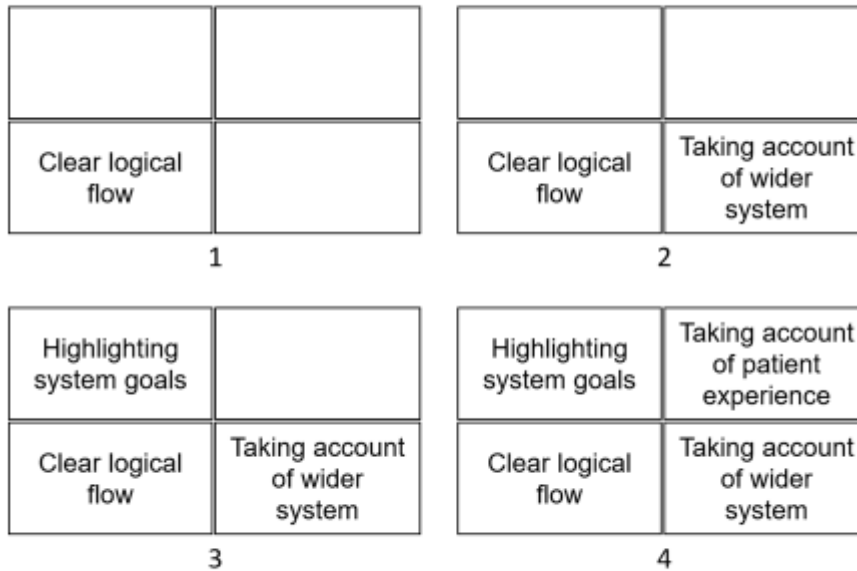 Clear logical
flow
1
Clear logical
flow
Taking account
of wider
system
2
Highlighting
system goals
Clear logical
flow
Taking account
of wider
system
3
Highlighting
system goals
Taking account
of patient
experience
Clear logical
flow
Taking account
of wider
system
4